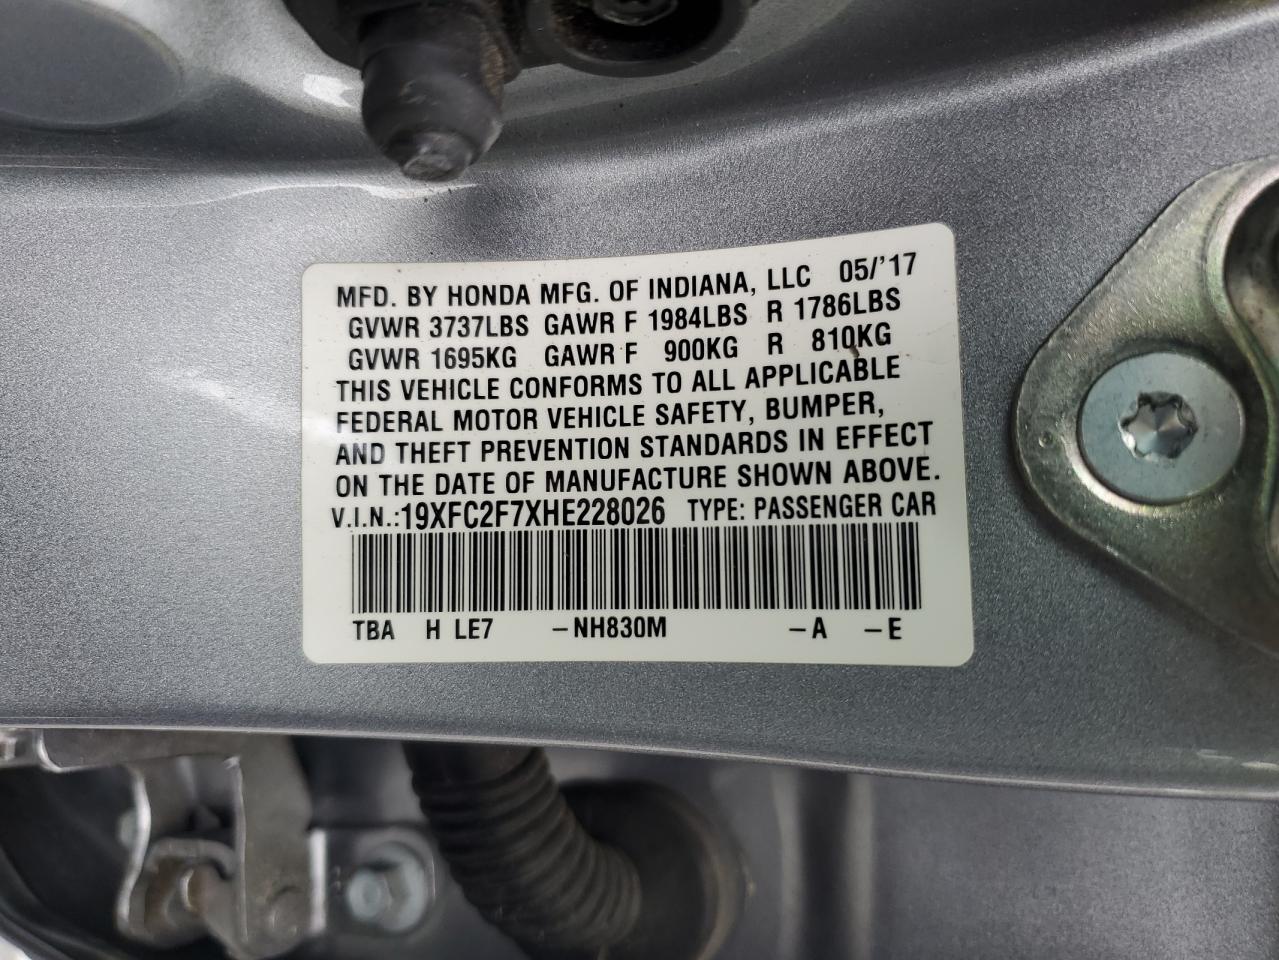 MFD. BY HONDA MFG. OF INDIANA, LLC 05/'17
GVWR 3737LBS GAWR F 1984LBS R 1786LBS
GVWR 1695KG GAWR F 900KG R 810KG
THIS VEHICLE CONFORMS TO ALL APPLICABLE
FEDERAL MOTOR VEHICLE SAFETY, BUMPER,
AND THEFT PREVENTION STANDARDS IN EFFECT
ON THE DATE OF MANUFACTURE SHOWN ABOVE.
V.I.N.:19XFC2F7XHE228026 TYPE: PASSENGER CAR
TBA H LE7 -NH830M -A -E